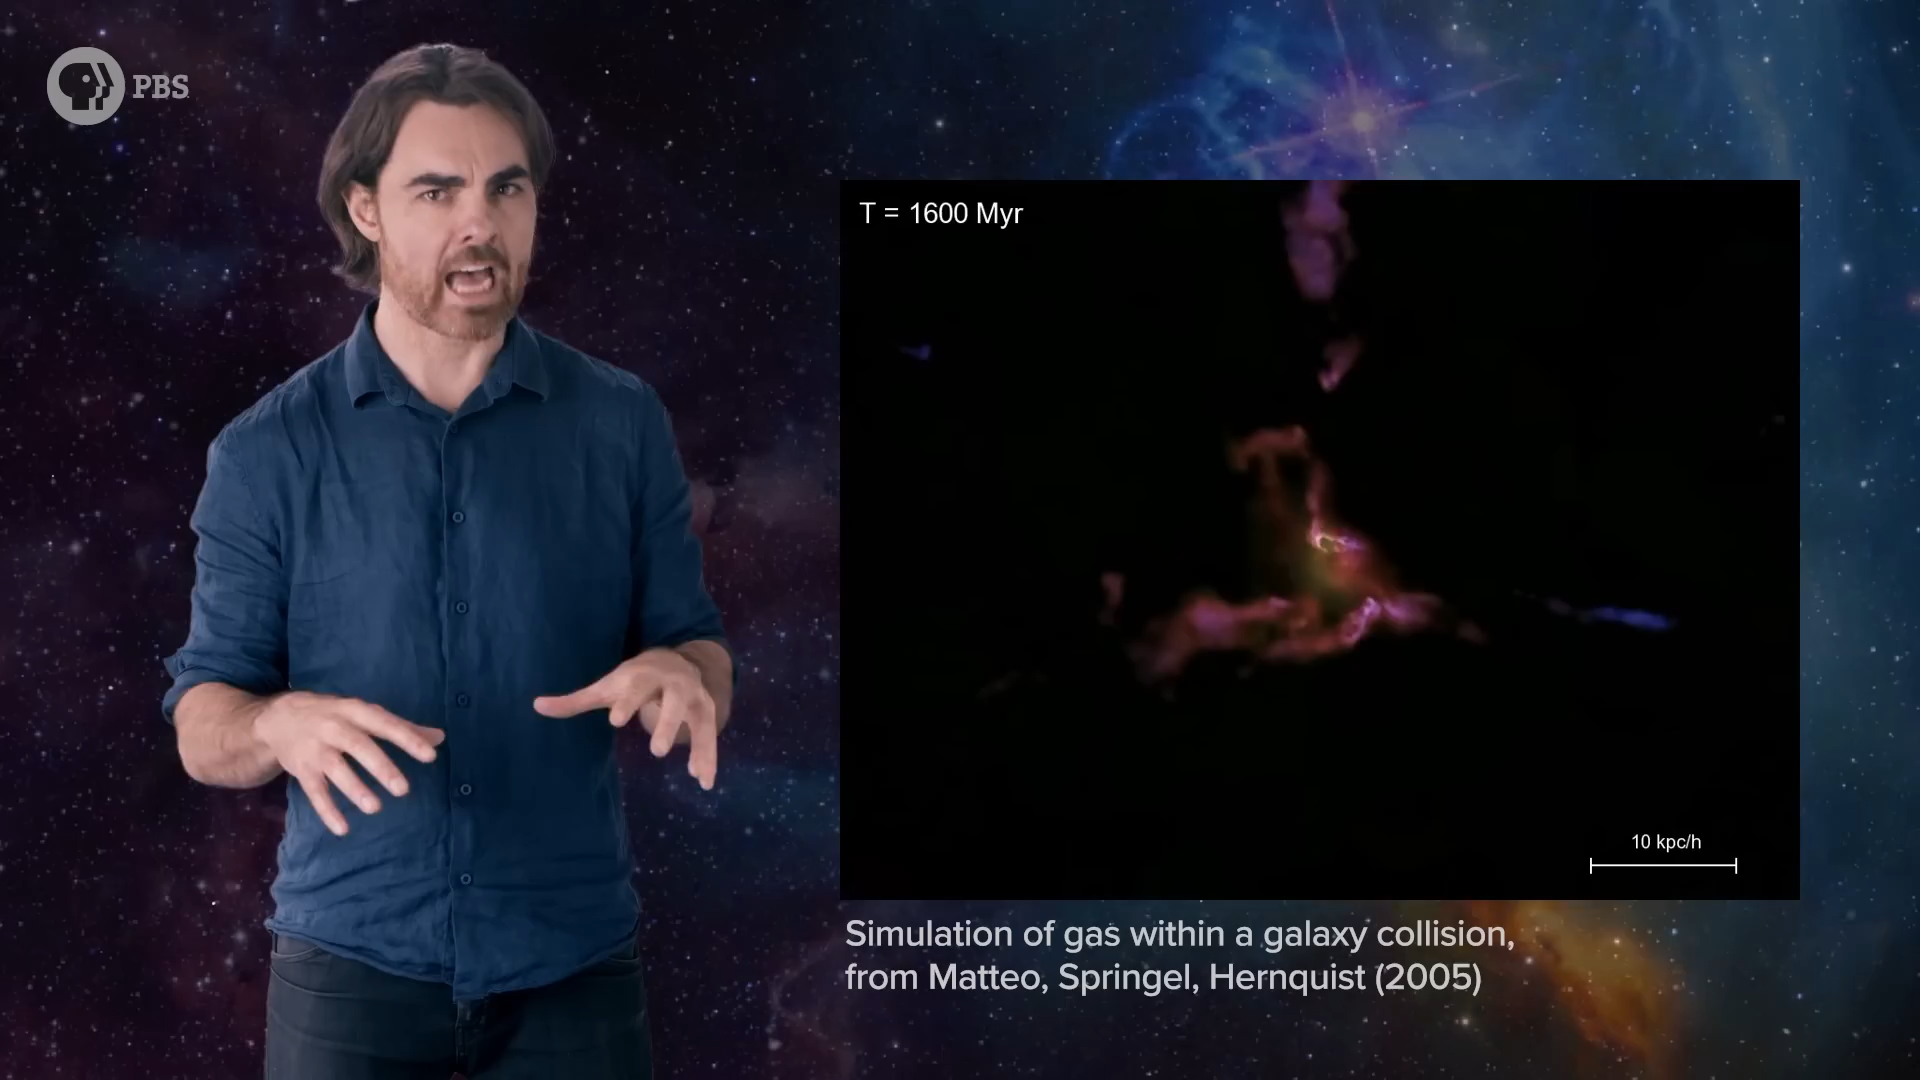 PBS
T = 1600 Myr
10 kpc/h
Simulation of gas within a galaxy collision,
from Matteo, Springel, Hernquist (2005)